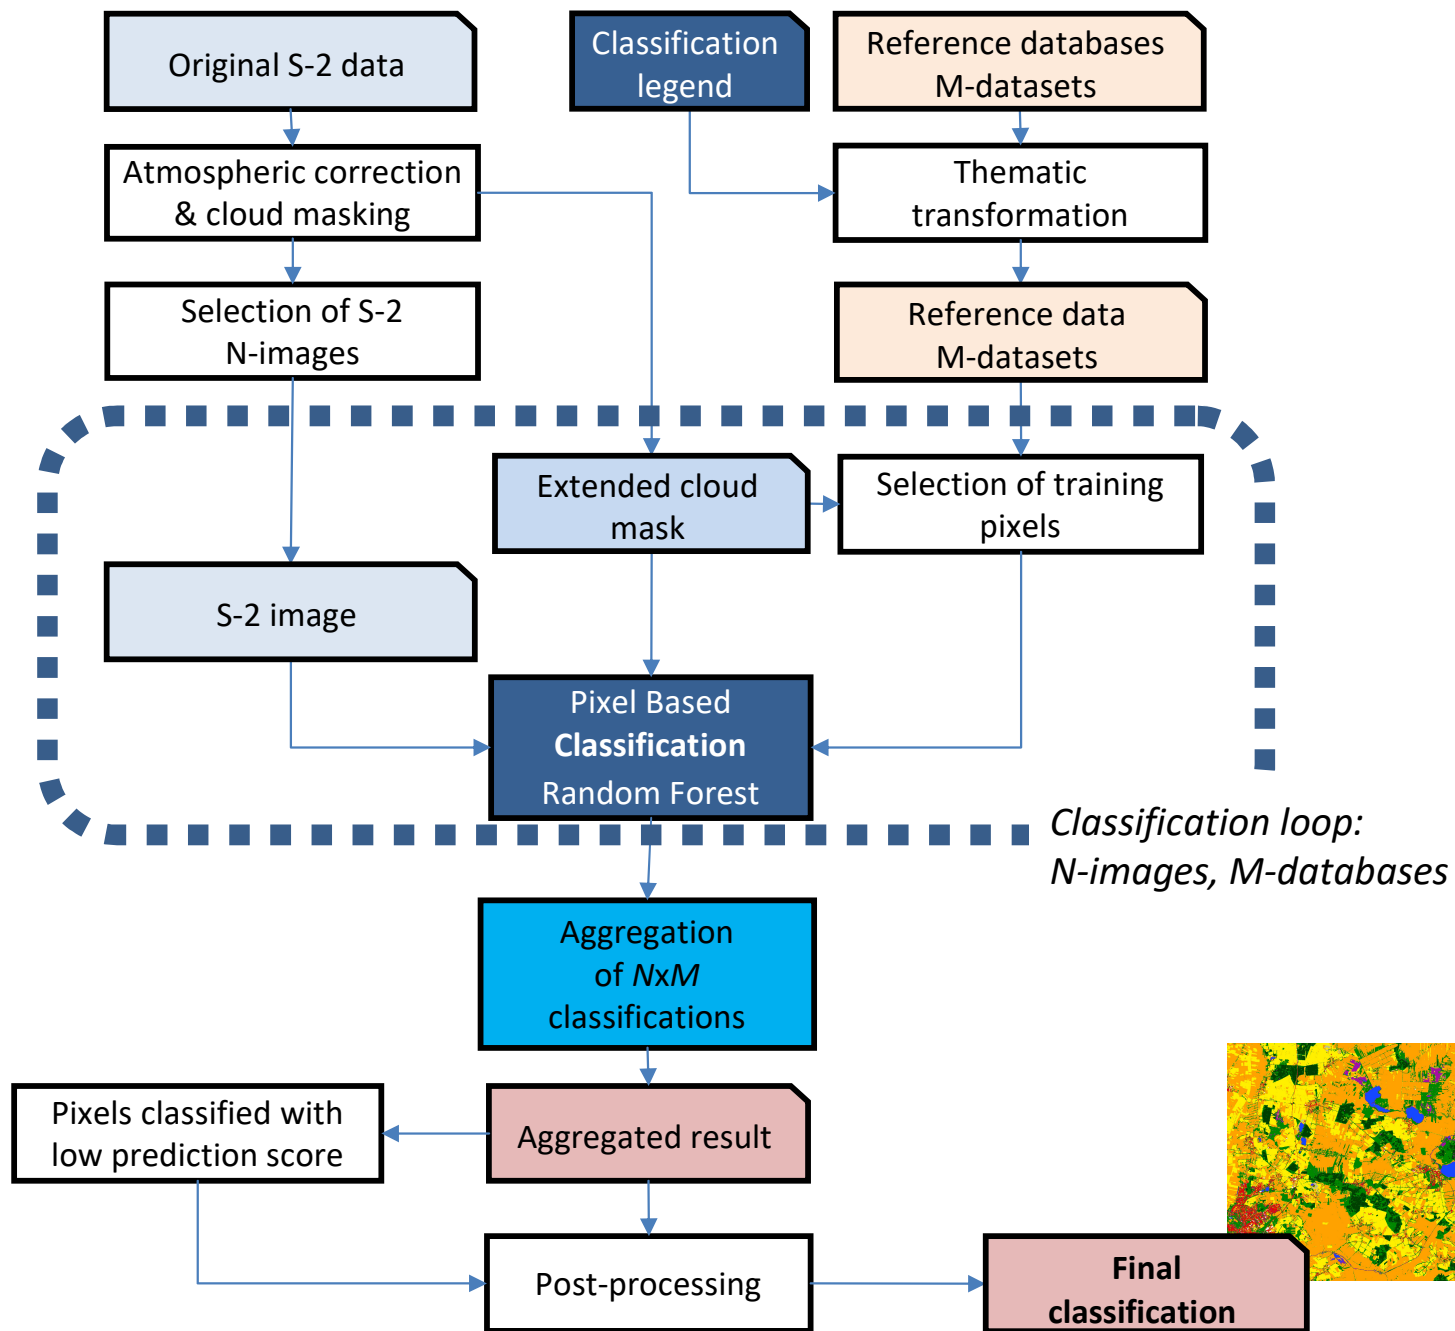 Original S-2 data
Classification
legend
Reference databases
M-datasets
Atmospheric correction
& cloud masking
Thematic
transformation
Selection of S-2
N-images
Reference data
M-datasets
Extended cloud
mask
Selection of training
pixels
S-2 image
Pixel Based
Classification
Random Forest
Classification loop:
N-images, M-databases
Aggregation
of NxM
classifications
Pixels classified with
low prediction score
Aggregated result
Post-processing
Final
classification